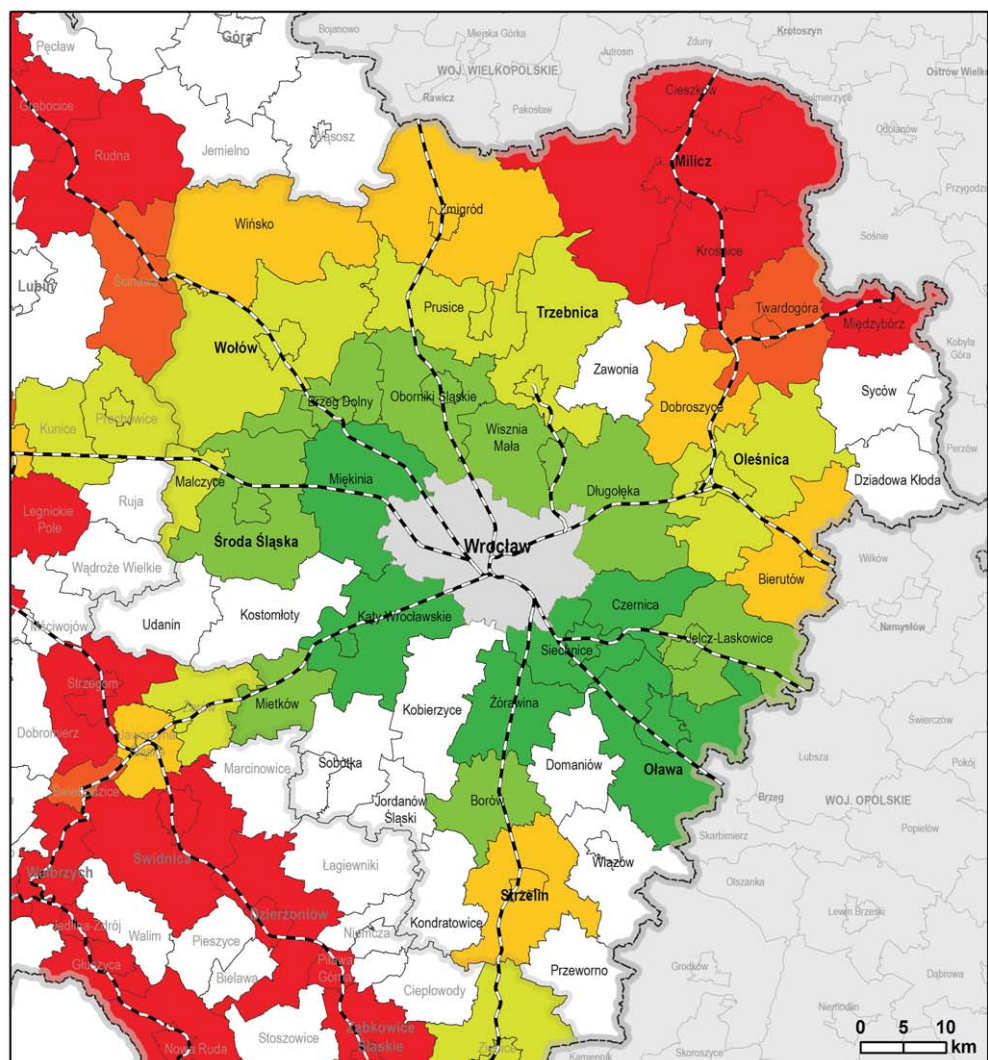 Pęcław
Góra
Bojanowo
Miejska Górka
Jutrosin
Zduny
Krotoszyn
WOJ. WIELKOPOLSKIE
Rawicz
Pakosław
Cieszków
Sulmierzyce
Ostrów Wielko
Grębocice
Rudna
Jemielno
Wąsosz
Odolanów
Milicz
Przygodzice
Wińsko
Żmigród
Krośnice
Sośnie
Lubin
Ścinawa
Prusice
Trzebnica
Twardogóra
Międzybórz
Kobyla
Góra
Wołów
Zawonia
Syców
Kunice
Prochowice
Brzeg Dolny
Oborniki Śląskie
Dobroszyce
Wisznia
Mała
Perzów
Malczyce
Miękinia
Długołęka
Oleśnica
Dziadowa Kłoda
Legnickie
Pole
Ruja
Środa Śląska
Wrocław
Wądroże Wielkie
Bierutów
Wilków
Kostomłoty
Czernica
Namysłów
Mściwojów
Udanin
Kąty Wrocławskie
Siechnice
Jelcz-Laskowice
Strzegom
Mietków
Żórawina
Świerczów
Dobromierz
Jaworzyna
Kobierzyce
Lubsza
Pokój
Marcinowice
Sobótka
Domaniów
Oława
Świebodzice
Jordanów
Śląski
Borów
Brzeg
WOJ. OPOLSKIE
Skarbimierz
Popielów
Świdnica
Łagiewniki
Wiązów
Wałbrzych
Strzelin
Olszanka
Dzierżoniów
Kondratowice
Lewin Brzeski
Jedlina-Zdrój
Walim
Pieszyce
Niemcza
Głuszyca
Bielawa
Piława
Górna
Ciepłowody
Przeworno
Grodków
Dąbrowa
Niemodlin
Nowa Ruda
Stoszowice
Ząbkowice
Śląskie
Ziębice
Kamiennik
Skoroszyce
0 5 10
km